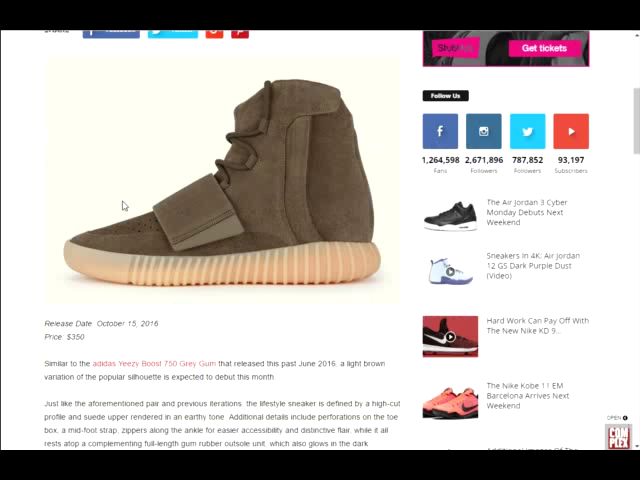 Get tickets
Follow Us
1,264,598
Fans
2,671,896
Followers
787,852
Followers
93,197
Subscribers
The Air Jordan 3 Cyber
Monday Debuts Next
Weekend
Sneakers In 4K: Air Jordan
12 GS Dark Purple Dust
(Video)
Hard Work Can Pay Off With
The New Nike KD 9...
The Nike Kobe 11 EM
Barcelona Arrives Next
Weekend
Release Date October 15, 2016
Price $350
Similar to the adidas Yeezy Boost 750 Grey Gum that released this past June 2016, a light brown
variation of the popular silhouette is expected to debut this month
Just like the aforementioned pair and previous iterations, the lifestyle sneaker is defined by a high-cut
profile and suede upper rendered in an earthy tone. Additional details include perforations on the toe
box, a mid-foot strap, zippers along the ankle for easier accessibility and distinctive flair, while it all
rests atop a complementing full-length gum rubber outsole unit, which also glows in the dark
OPEN
COMPLEX